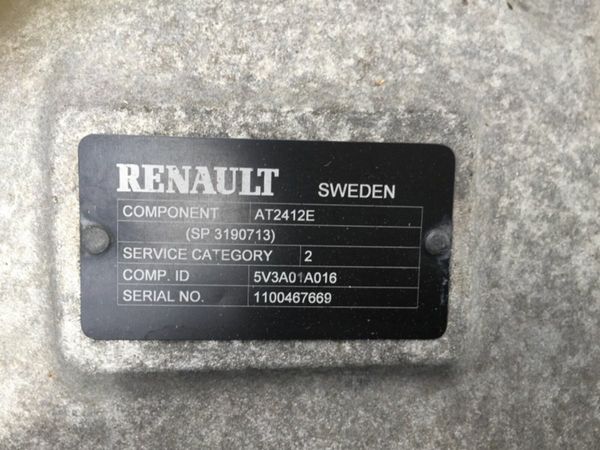 RENAULT SWEDEN
COMPONENT AT2412E
(SP 3190713)
SERVICE CATEGORY 2
COMP. ID 5V3A01A016
SERIAL NO. 1100467669